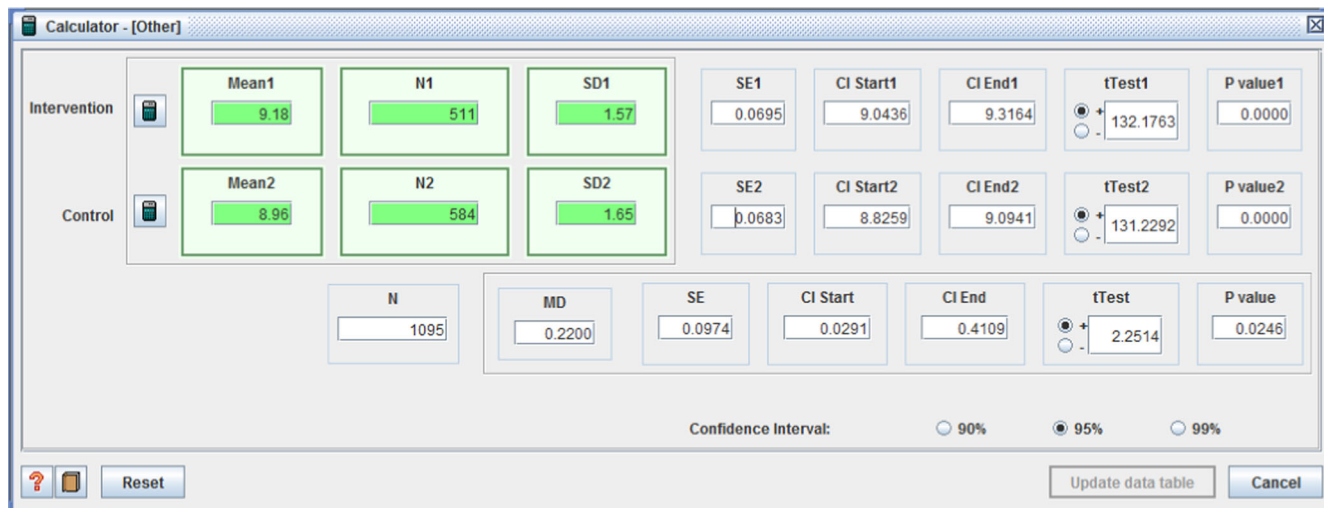 Calculator - [Other]
Mean1 N1 SD1 SE1 CI Start1 CI End1 tTest1 P value1
Intervention 9.18 511 1.57 0.0695 9.0436 9.3164 + - 132.1763 0.0000
Mean2 N2 SD2 SE2 CI Start2 CI End2 tTest2 P value2
Control 8.96 584 1.65 0.0683 8.8259 9.0941 + - 131.2292 0.0000
N MD SE CI Start CI End tTest P value
1095 0.2200 0.0974 0.0291 0.4109 + - 2.2514 0.0246
Confidence Interval: 90% 95% 99%
? Reset Update data table Cancel